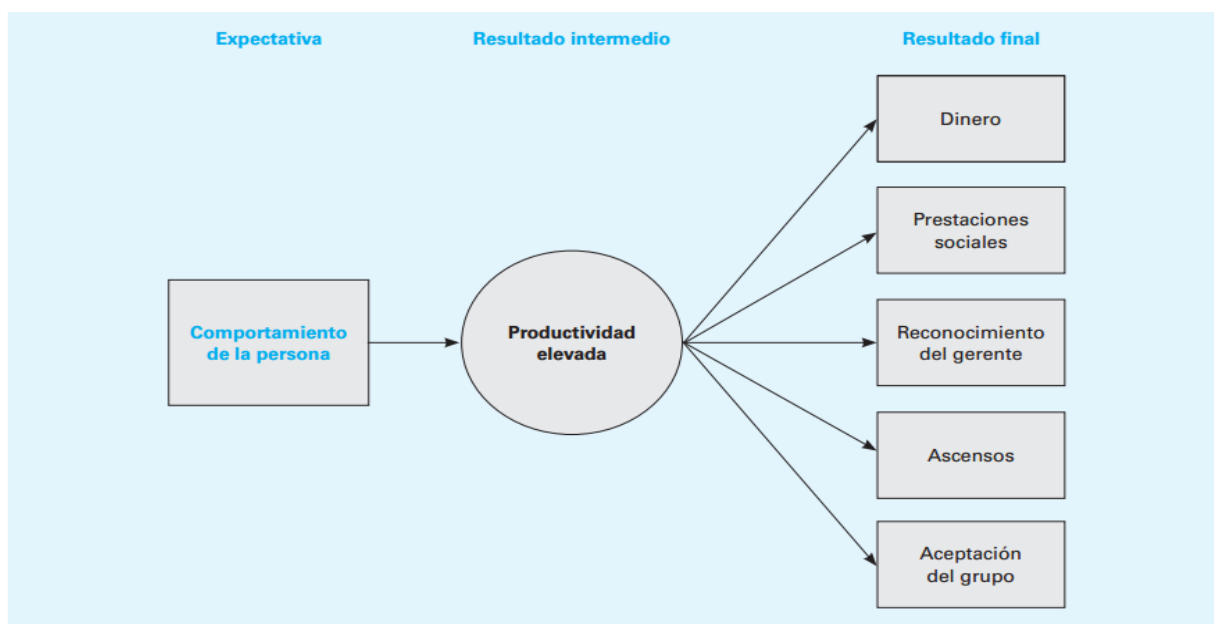 Expectativa
Resultado intermedio
Resultado final
Comportamiento
de la persona
Productividad
elevada
Dinero
Prestaciones
sociales
Reconocimiento
del gerente
Ascensos
Aceptación
del grupo